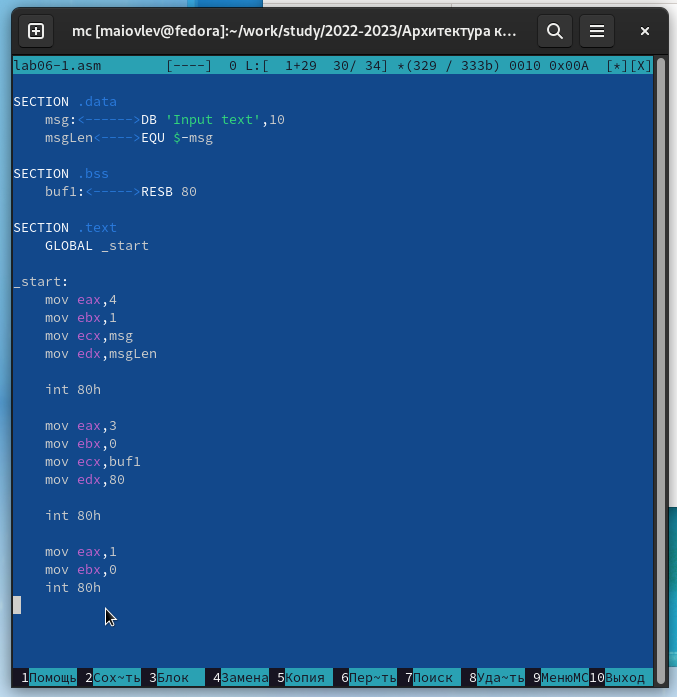 mc [maiovlev@fedora]:~/work/study/2022-2023/Архитектура к...
lab06-1.asm [----] 0 L:[ 1+29 30/ 34] *(329 / 333b) 0010 0x00A [*][X]
SECTION .data
msg:<------>DB 'Input text',10
msgLen<---->EQU $-msg
SECTION .bss
buf1:<----->RESB 80
SECTION .text
GLOBAL _start
_start:
mov eax,4
mov ebx,1
mov ecx,msg
mov edx,msgLen
int 80h
mov eax,3
mov ebx,0
mov ecx,buf1
mov edx,80
int 80h
mov eax,1
mov ebx,0
int 80h
1Помощь 2Сох~ть 3Блок 4Замена 5Копия 6Пер~ть 7Поиск 8Уда~ть 9МенюMC 10Выход